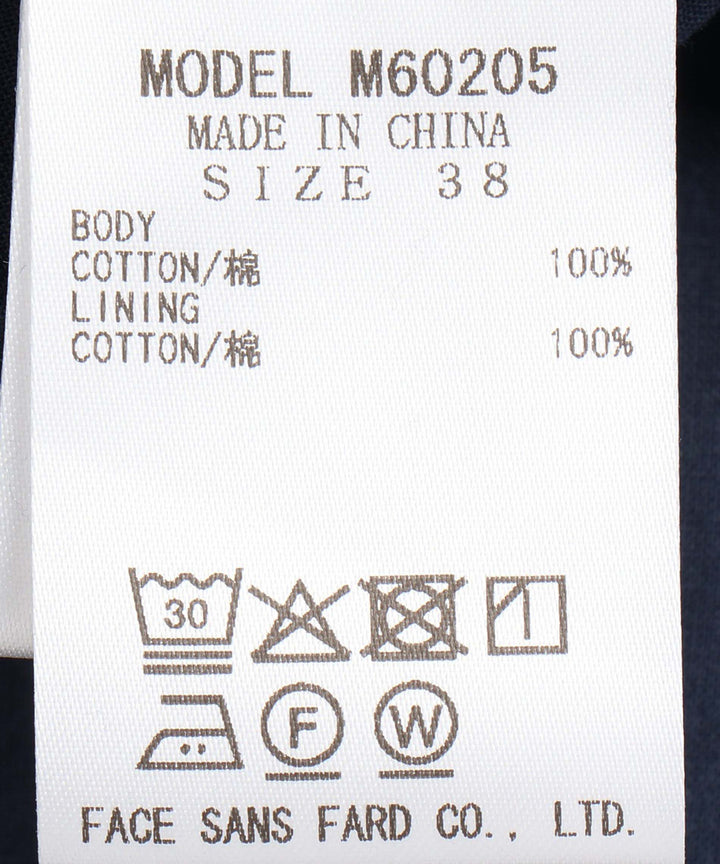 MODEL M60205
MADE IN CHINA
SIZE 38
BODY
COTTON/棉 100%
LINING
COTTON/棉 100%
30
F W
FACE SANS FARD CO., LTD.